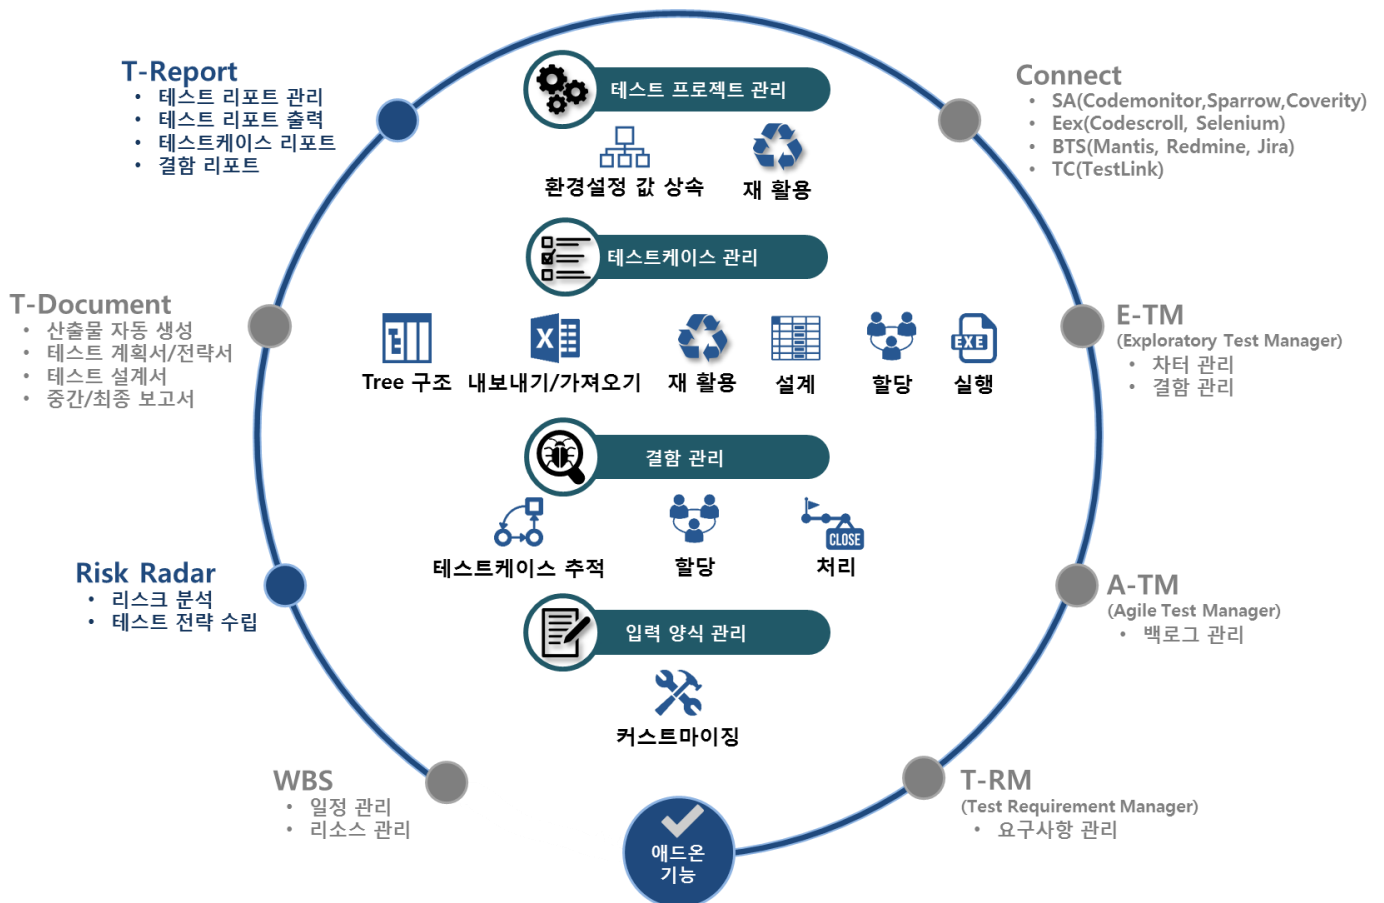 T-Report
• 테스트 리포트 관리
• 테스트 리포트 출력
• 테스트케이스 리포트
• 결함 리포트
T-Document
• 산출물 자동 생성
• 테스트 계획서/전략서
• 테스트 설계서
• 중간/최종 보고서
Risk Radar
• 리스크 분석
• 테스트 전략 수립
WBS
• 일정 관리
• 리소스 관리
테스트 프로젝트 관리
환경설정 값 상속
재 활용
테스트케이스 관리
Tree 구조
내보내기/가져오기
재 활용
설계
할당
EXE
실행
결함 관리
테스트케이스 추적
할당
CLOSE
처리
입력 양식 관리
커스트마이징
애드온
기능
Connect
• SA(Codemonitor,Sparrow,Coverity)
• Eex(Codescroll, Selenium)
• BTS(Mantis, Redmine, Jira)
• TC(TestLink)
E-TM
(Exploratory Test Manager)
• 차터 관리
• 결함 관리
A-TM
(Agile Test Manager)
• 백로그 관리
T-RM
(Test Requirement Manager)
• 요구사항 관리